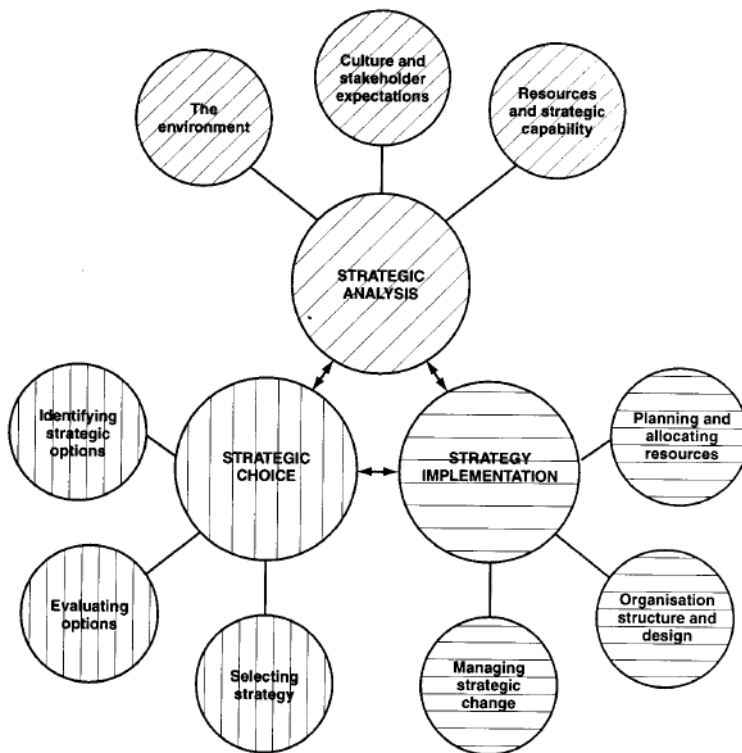 The
environment
Culture and
stakeholder
expectations
Resources
and strategic
capability
STRATEGIC
ANALYSIS
Identifying
strategic
options
STRATEGIC
CHOICE
STRATEGY
IMPLEMENTATION
Planning and
allocating
resources
Evaluating
options
Selecting
strategy
Managing
strategic
change
Organisation
structure and
design